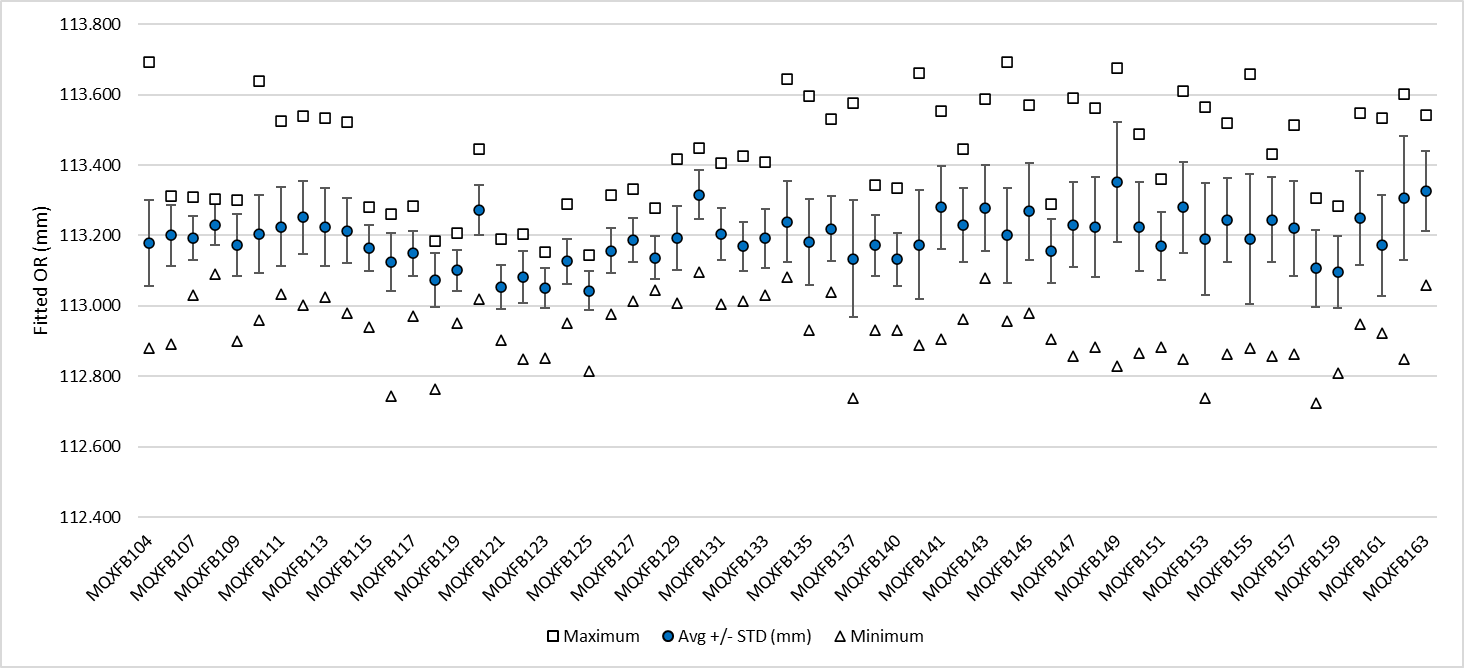 113.800
113.600
113.400
113.200
113.000
112.800
112.600
112.400
Fitted OR (mm)
MQXFB104
MQXFB107
MQXFB109
MQXFB111
MQXFB113
MQXFB115
MQXFB117
MQXFB119
MQXFB121
MQXFB123
MQXFB125
MQXFB127
MQXFB129
MQXFB131
MQXFB133
MQXFB135
MQXFB137
MQXFB140
MQXFB141
MQXFB143
MQXFB145
MQXFB147
MQXFB149
MQXFB151
MQXFB153
MQXFB155
MQXFB157
MQXFB159
MQXFB161
MQXFB163
Maximum Avg +/- STD (mm) Minimum